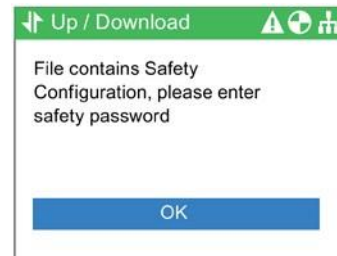 Up / Download
File contains Safety
Configuration, please enter
safety password
OK